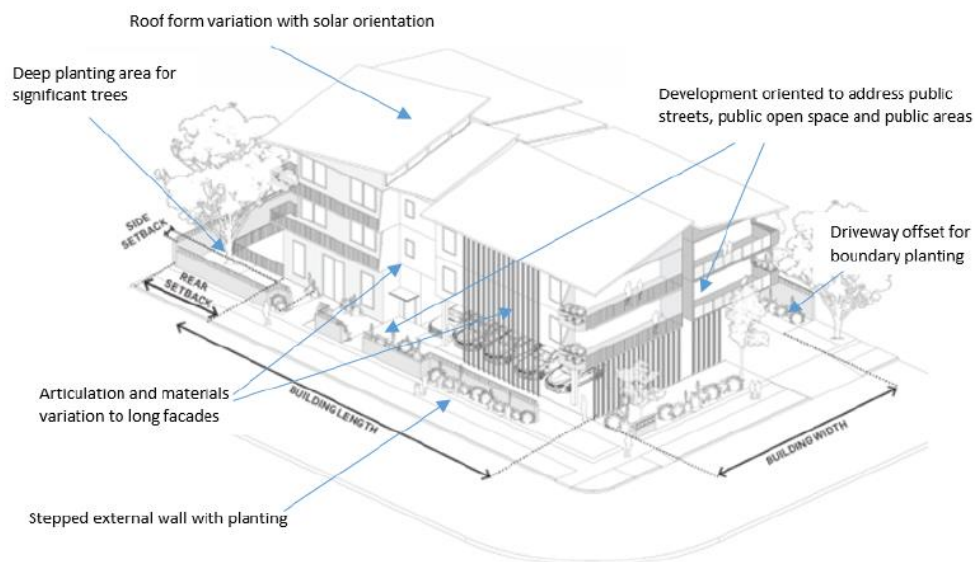 Roof form variation with solar orientation
Deep planting area for
significant trees
Development oriented to address public
streets, public open space and public areas
SIDE
SETBACK
Driveway offset for
boundary planting
REAR
SETBACK
Articulation and materials
variation to long facades
BUILDING LENGTH
BUILDING WIDTH
Stepped external wall with planting